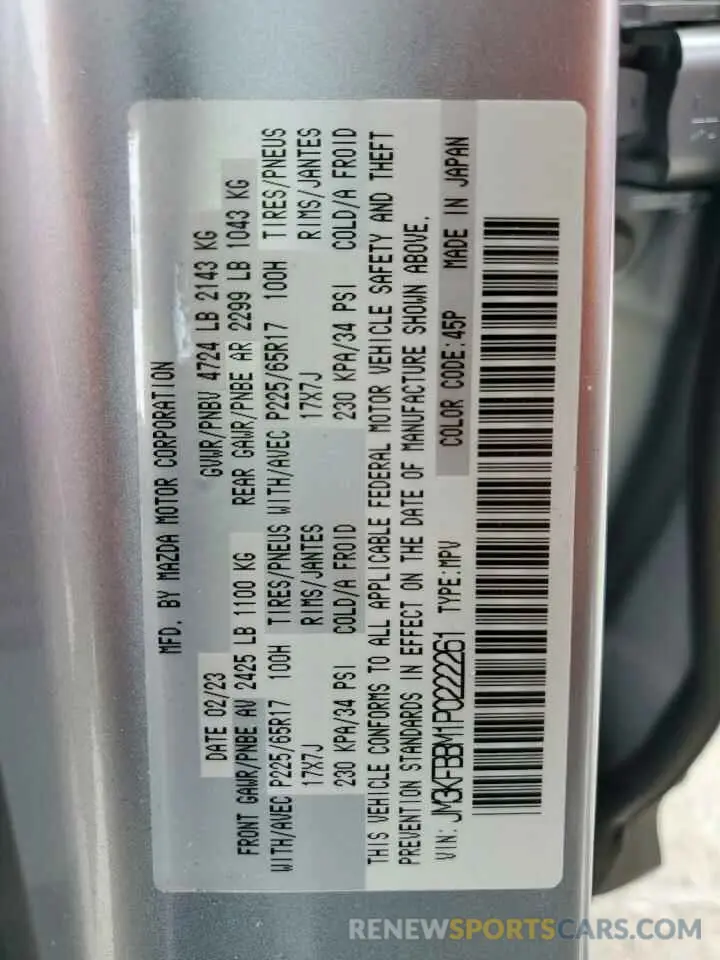 MFD. BY MAZDA MOTOR CORPORATION
DATE 02/23 GVWR/PNBV 4724 LB 2143 KG
FRONT GAWR/PNBE AV 2425 LB 1100 KG REAR GAWR/PNBE AR 2299 LB 1043 KG
WITH/AVEC P225/65R17 100H TIRES/PNEUS WITH/AVEC P225/65R17 100H TIRES/PNEUS
17X7J RIMS/JANTES 17X7J RIMS/JANTES
230 KPA/34 PSI COLD/A FROID 230 KPA/34 PSI COLD/A FROID
THIS VEHICLE CONFORMS TO ALL APPLICABLE FEDERAL MOTOR VEHICLE SAFETY AND THEFT
PREVENTION STANDARDS IN EFFECT ON THE DATE OF MANUFACTURE SHOWN ABOVE.
VIN: JM3KFBBM1P0222261 TYPE:MPV COLOR CODE:45P MADE IN JAPAN
RENEWSPORTSCARS.COM